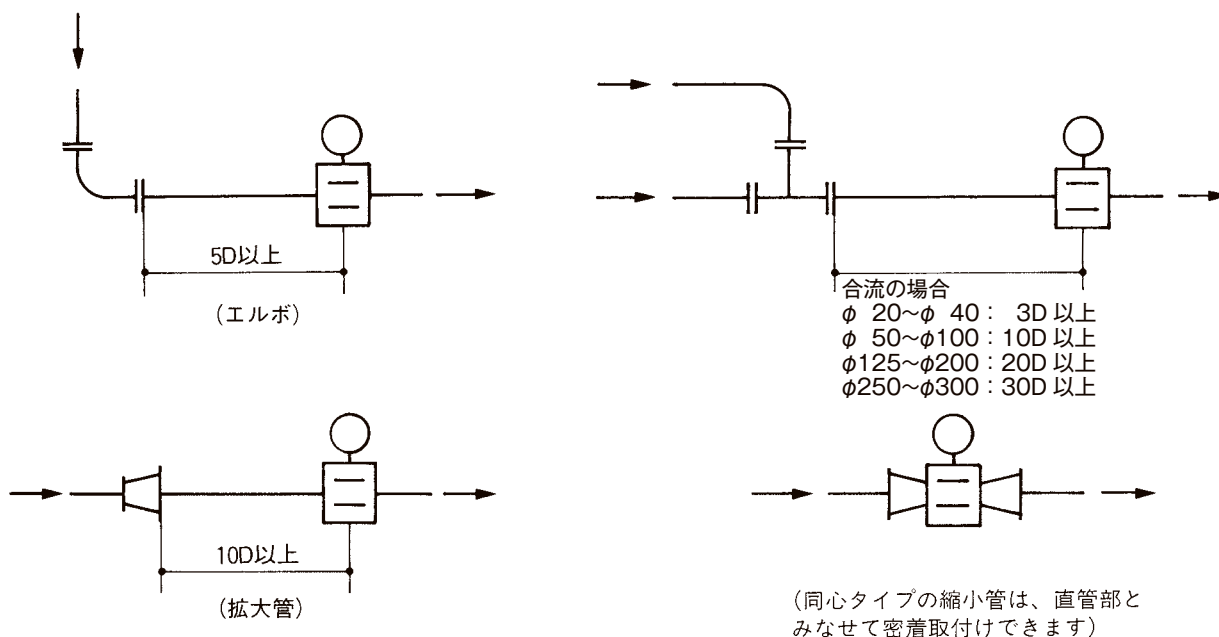 5D以上
(エルボ)
合流の場合
φ 20～φ 40： 3D 以上
φ 50～φ100：10D 以上
φ125～φ200：20D 以上
φ250～φ300：30D 以上
10D以上
(拡大管)
(同心タイプの縮小管は、直管部と
みなせて密着取付けできます)